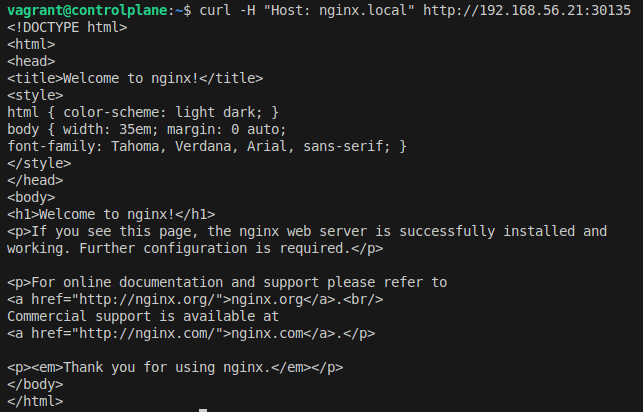 vagrant@controlplane:~$ curl -H "Host: nginx.local" http://192.168.56.21:30135
<!DOCTYPE html>
<html>
<head>
<title>Welcome to nginx!</title>
<style>
html { color-scheme: light dark; }
body { width: 35em; margin: 0 auto;
font-family: Tahoma, Verdana, Arial, sans-serif; }
</style>
</head>
<body>
<h1>Welcome to nginx!</h1>
<p>If you see this page, the nginx web server is successfully installed and
working. Further configuration is required.</p>

<p>For online documentation and support please refer to
<a href="http://nginx.org/">nginx.org</a>.<br/>
Commercial support is available at
<a href="http://nginx.com/">nginx.com</a>.</p>

<p><em>Thank you for using nginx.</em></p>
</body>
</html>